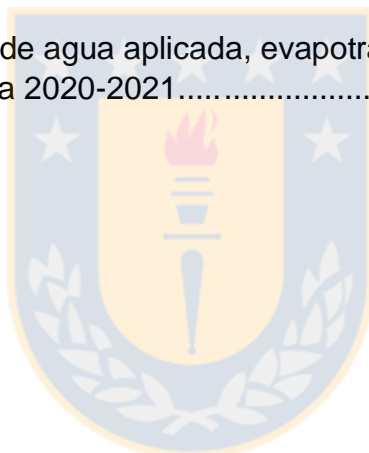 de agua aplicada, evapotra
a 2020-2021.......................